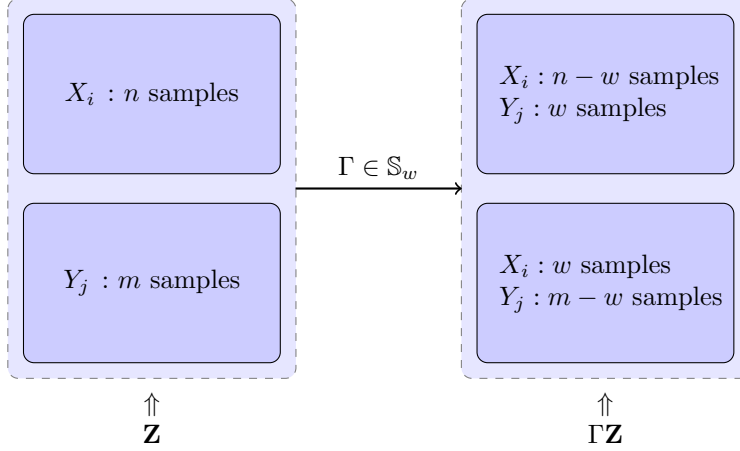 X_i : n samples
Y_j : m samples
Γ ∈ 𝕊_w
X_i : n − w samples
Y_j : w samples
X_i : w samples
Y_j : m − w samples
⇑
Z
⇑
ΓZ